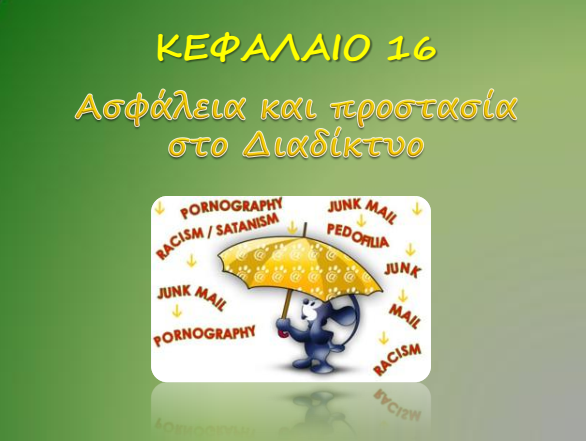 ΚΕΦΑΛΑΙΟ 16
Ασφάλεια και προστασία
στο Διαδίκτυο
PORNOGRAPHY
RACISM / SATANISM
JUNK MAIL
PEDOFILIA
JUNK
MAIL
JUNK MAIL
PORNOGRAPHY
RACISM